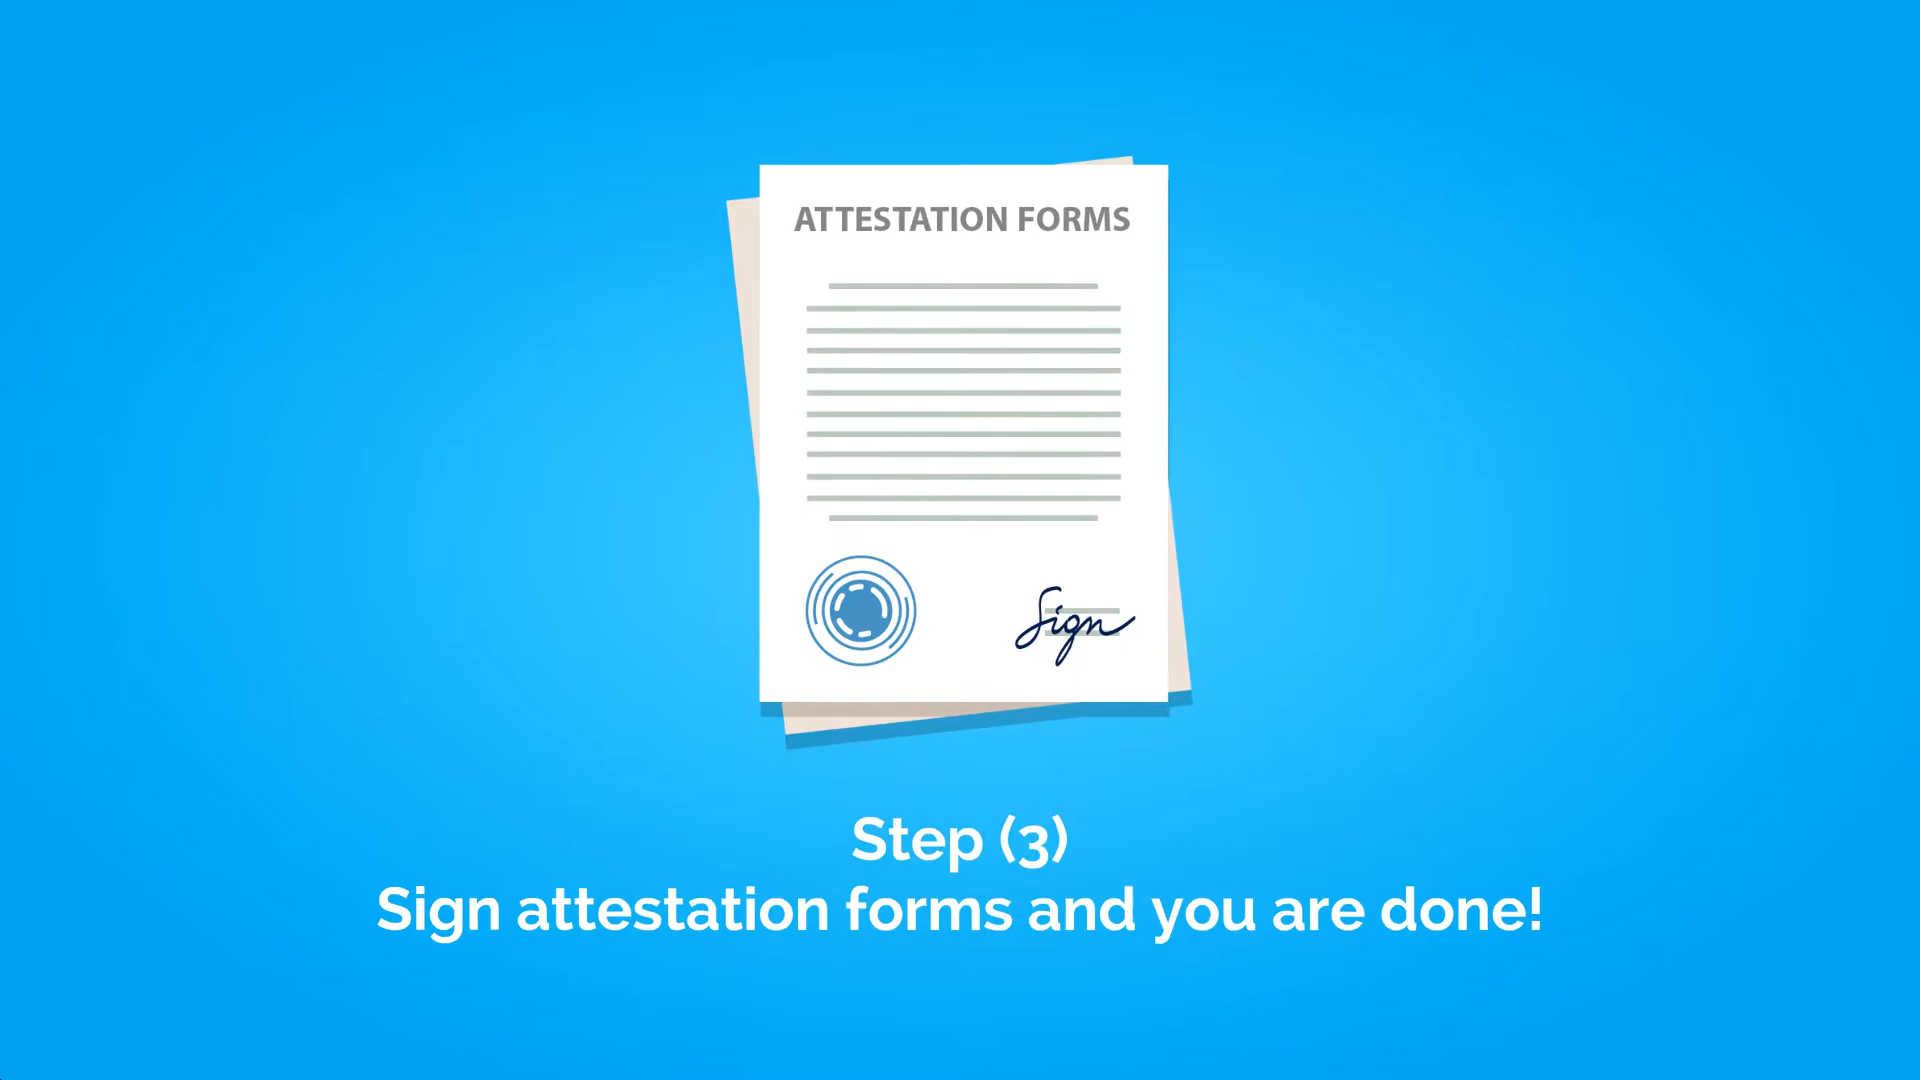 ATTESTATION FORMS
Sign
Step (3)
Sign attestation forms and you are done!